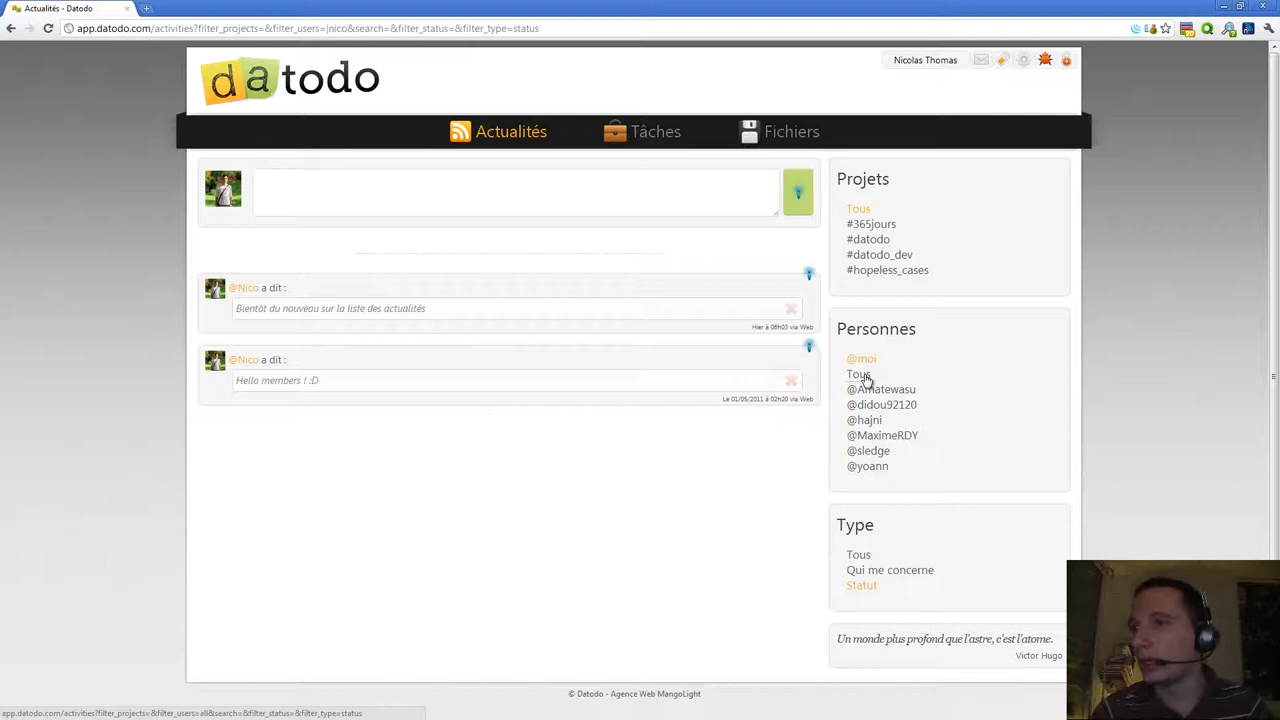 Actualités - Datodo
app.datodo.com/activities?filter_projects=&filter_users=|nico&search=&filter_status=&filter_type=status
datodo
Nicolas Thomas
Actualités
Tâches
Fichiers
@Nico a dit :
Bientôt du nouveau sur la liste des actualités
Hier à 06h03 via Web
@Nico a dit :
Hello members ! :D
Le 01/05/2011 à 02h20 via Web
Projets
Tous
#365jours
#datodo
#datodo_dev
#hopeless_cases
Personnes
@moi
Tous
@Amatewasu
@didou92120
@hajni
@MaximeRDY
@sledge
@yoann
Type
Tous
Qui me concerne
Statut
Un monde plus profond que l'astre, c'est l'atome.
Victor Hugo
© Datodo - Agence Web MangoLight
app.datodo.com/activities?filter_projects=&filter_users=all&search=&filter_status=&filter_type=status